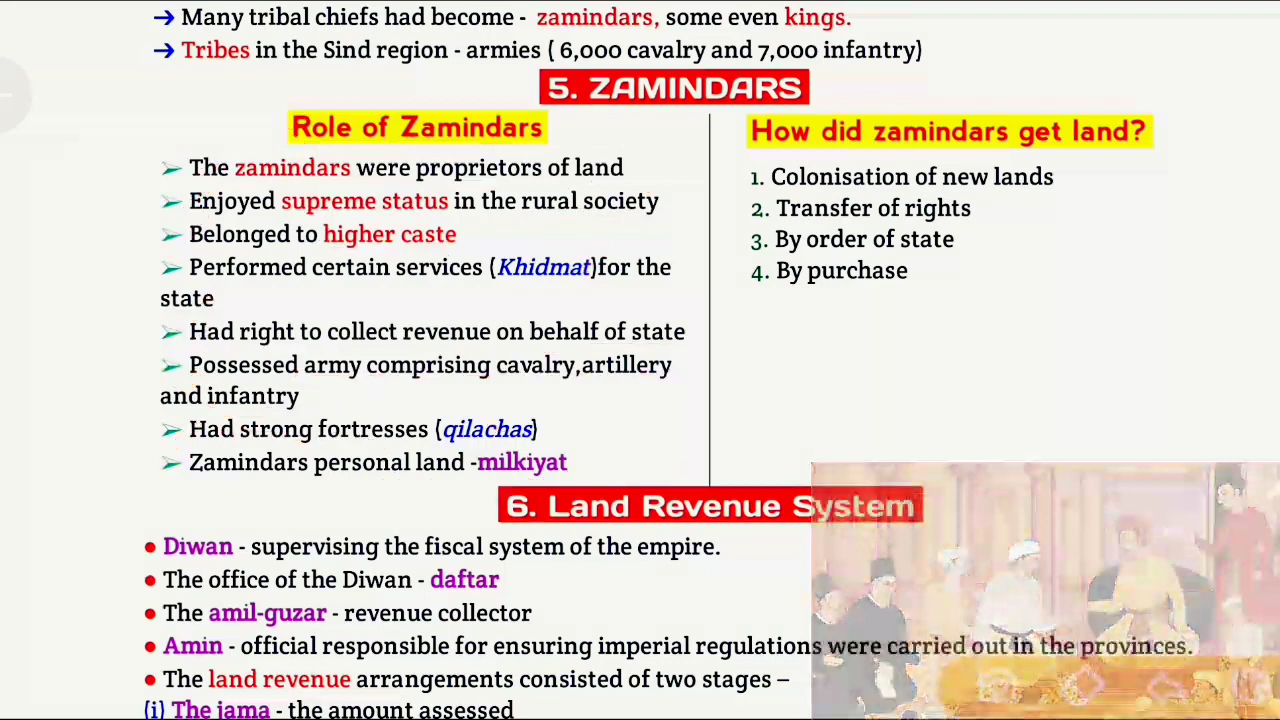 → Many tribal chiefs had become - zamindars, some even kings.
→ Tribes in the Sind region - armies ( 6,000 cavalry and 7,000 infantry)
5. ZAMINDARS
Role of Zamindars
➢ The zamindars were proprietors of land
➢ Enjoyed supreme status in the rural society
➢ Belonged to higher caste
➢ Performed certain services (Khidmat)for the
state
➢ Had right to collect revenue on behalf of state
➢ Possessed army comprising cavalry,artillery
and infantry
➢ Had strong fortresses (qilachas)
➢ Zamindars personal land -milkiyat
How did zamindars get land?
1. Colonisation of new lands
2. Transfer of rights
3. By order of state
4. By purchase
6. Land Revenue System
● Diwan - supervising the fiscal system of the empire.
● The office of the Diwan - daftar
● The amil-guzar - revenue collector
● Amin - official responsible for ensuring imperial regulations were carried out in the provinces.
● The land revenue arrangements consisted of two stages –
(i) The jama - the amount assessed